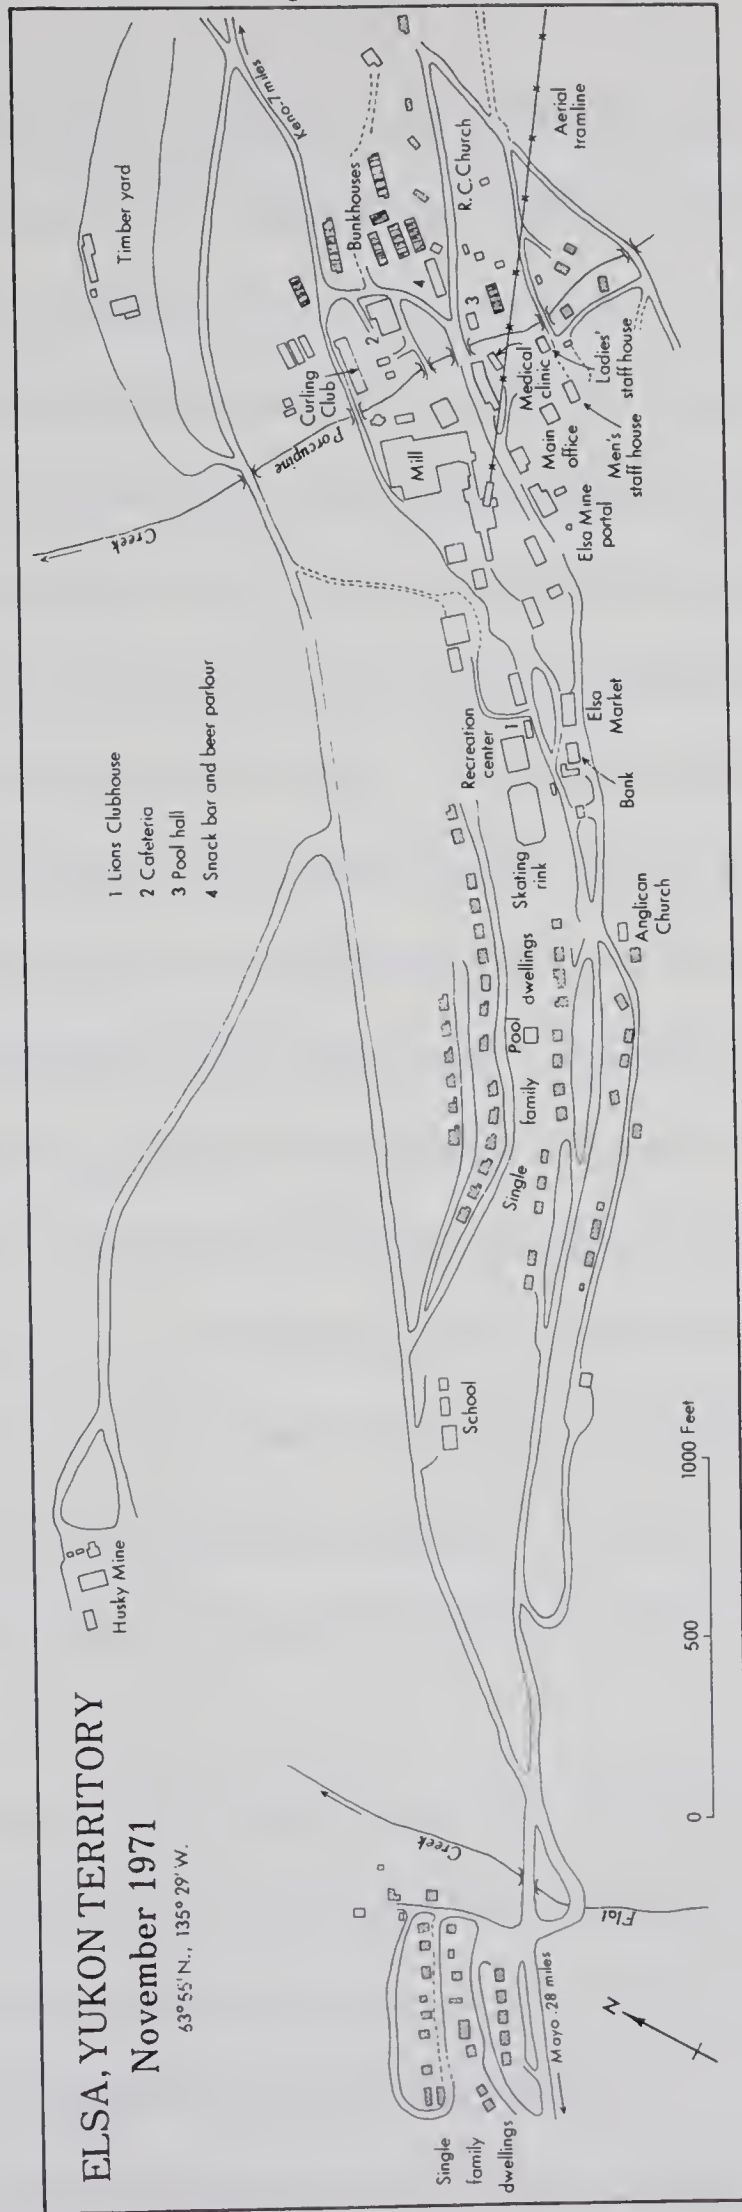 ELSA, YUKON TERRITORY
November 1971
63° 55' N., 135° 29' W.
1 Lions Clubhouse
2 Cafeteria
3 Pool hall
4 Snack bar and beer parlour
Husky Mine
Timber yard
Keno-7 miles
Creek
Porcupine
Curling
Club
Bunkhouses
2
4
R.C. Church
3
Aerial
tramline
Mill
Medical
clinic
Main
office
Ladies'
staff house
Men's
staff house
Elsa Mine
portal
Recreation
center
1
Elsa
Market
Bank
Skating
rink
Anglican
Church
Pool
Single
family
dwellings
School
Creek
Flat
Mayo 28 miles
Single
family
dwellings
0
500
1000 Feet
N